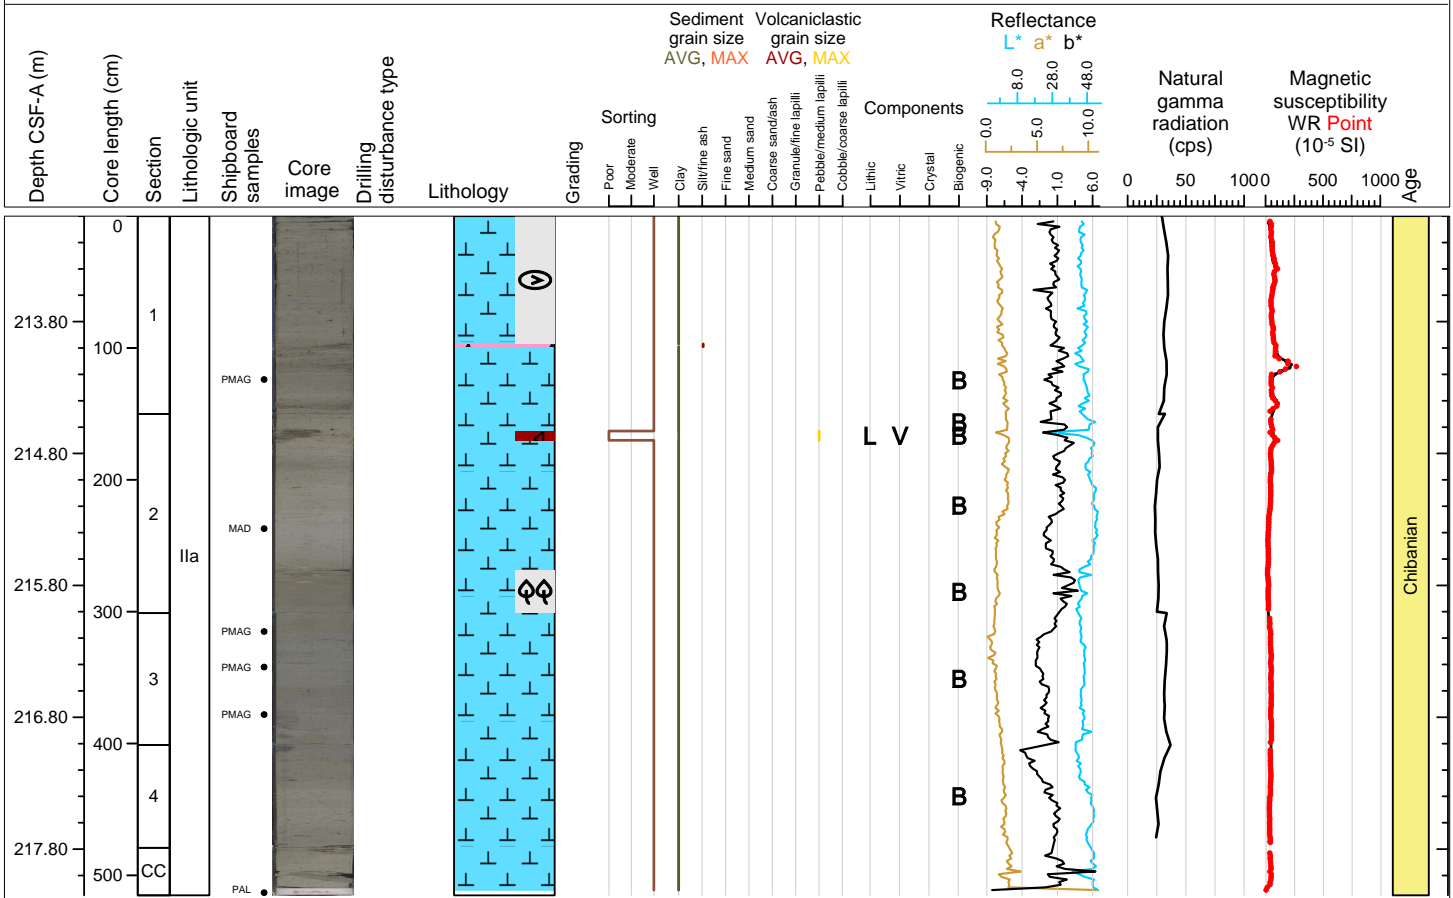 Depth CSF-A (m)
Core length (cm)
Section
Lithologic unit
Shipboard
samples
Core
image
Drilling
disturbance type
Lithology
Grading
Sorting
Poor
Moderate
Well
Sediment
grain size
AVG, MAX
Volcaniclastic
grain size
AVG, MAX
Clay
Silt/fine ash
Fine sand
Medium sand
Coarse sand/ash
Granule/fine lapilli
Pebble/medium lapilli
Cobble/coarse lapilli
Components
Lithic
Vitric
Crystal
Biogenic
Reflectance
L* a* b*
8.0 28.0 48.0
0.0 5.0 10.0
-9.0 -4.0 1.0 6.0
Natural
gamma
radiation
(cps)
0 50 100
Magnetic
susceptibility
WR Point
(10-5 SI)
0 500 1000
Age
0
213.80
1
100
PMAG
B
B
L V B
214.80
200
2
B
MAD
IIa
Chibanian
215.80
B
300
PMAG
PMAG
3
B
216.80
PMAG
400
4
B
217.80
CC
500
PAL